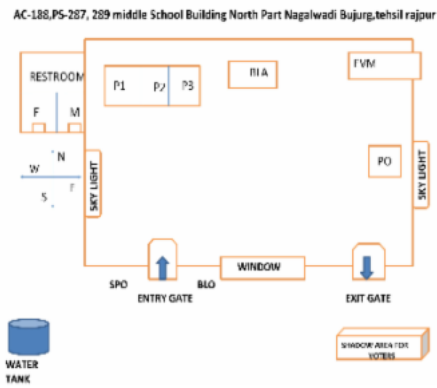 AC-188,PS-287, 289 middle School Building North Part Nagalwadi Bujurg,tehsil rajpur
RESTROOM
F M
P1 P2 P3
BLA
EVM
N
W E
S
SKY LIGHT
PO
SKY LIGHT
WINDOW
SPO
ENTRY GATE
BLO
EXIT GATE
WATER
TANK
SHADOW AREA FOR
VOTERS